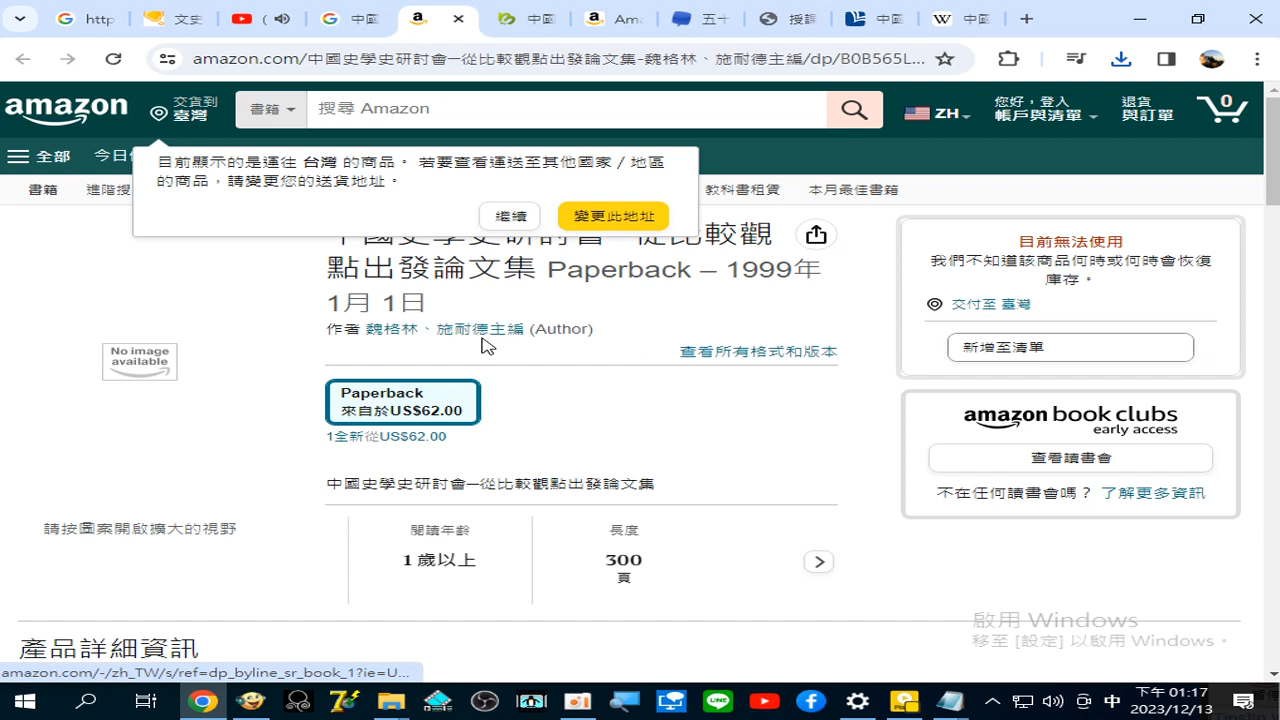 http
文史
(
中國
a
中國
a
Am
五十
授課
中國
W
中國
amazon.com/中國史學史研討會─從比較觀點出發論文集-魏格林、施耐德主編/dp/B0B565L...
amazon
交貨到
臺灣
書籍
搜尋 Amazon
ZH
您好，登入
帳戶與清單
退貨
與訂單
0
全部
今日
目前顯示的是運往 台灣 的商品。 若要查看運送至其他國家／地區
的商品，請變更您的送貨地址。
繼續
變更此地址
書籍
進階搜
教科書租賃
本月最佳書籍
中國史學史研討會─從比較觀
點出發論文集 Paperback – 1999年
1月 1日
作者 魏格林、施耐德主編 (Author)
查看所有格式和版本
No image
available
Paperback
來自於US$62.00
1全新從US$62.00
中國史學史研討會─從比較觀點出發論文集
請按圖案開啟擴大的視野
閱讀年齡
1 歲以上
長度
300
頁
產品詳細資訊
目前無法使用
我們不知道該商品何時或何時會恢復
庫存。
交付至 臺灣
新增至清單
amazon book clubs
early access
查看讀書會
不在任何讀書會嗎？ 了解更多資訊
啟用 Windows
移至 [設定] 以啟用 Windows。
amazon.com/-/zh_TW/s/ref=dp_byline_sr_book_1?ie=U...
LINE
中
下午 01:17
2023/12/13